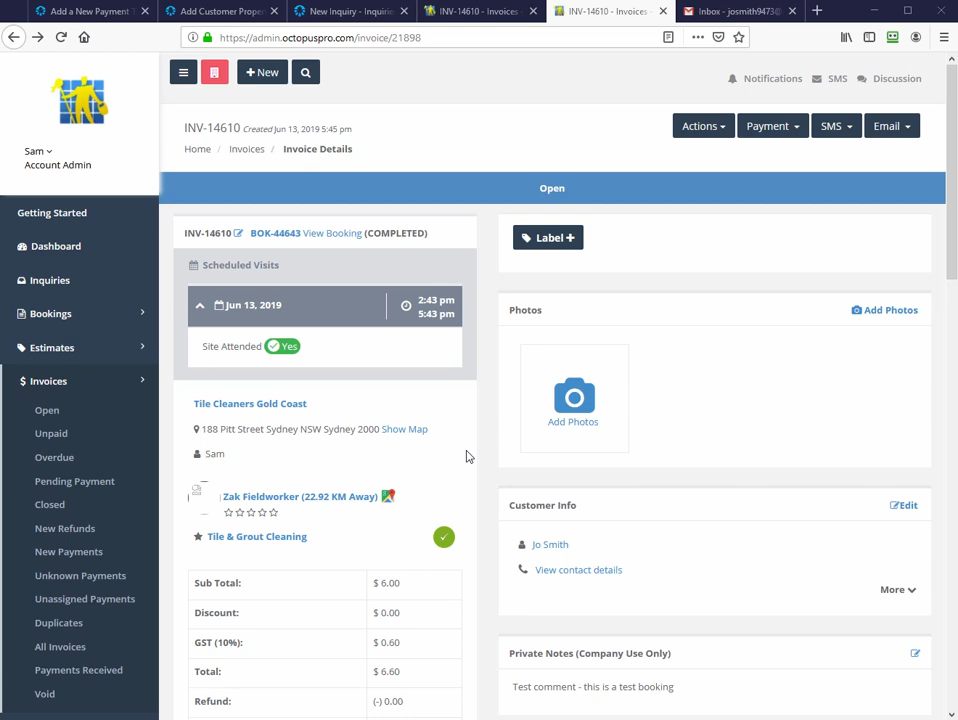 Add a New Payment T
Add Customer Proper
New Inquiry - Inquirie
INV-14610 - Invoices -
INV-14610 - Invoices
Inbox - josmith9473@
https://admin.octopuspro.com/invoice/21898
Sam
Account Admin
Getting Started
Dashboard
Inquiries
Bookings
Estimates
Invoices
Open
Unpaid
Overdue
Pending Payment
Closed
New Refunds
New Payments
Unknown Payments
Unassigned Payments
Duplicates
All Invoices
Payments Received
Void
+ New
Notifications
SMS
Discussion
INV-14610 Created Jun 13, 2019 5:45 pm
Home / Invoices / Invoice Details
Actions
Payment
SMS
Email
Open
INV-14610 BOK-44643 View Booking (COMPLETED)
Scheduled Visits
Jun 13, 2019
2:43 pm
5:43 pm
Site Attended Yes
Tile Cleaners Gold Coast
188 Pitt Street Sydney NSW Sydney 2000 Show Map
Sam
Zak Fieldworker (22.92 KM Away)
Tile & Grout Cleaning
Sub Total: $ 6.00
Discount: $ 0.00
GST (10%): $ 0.60
Total: $ 6.60
Refund: (-) 0.00
Label +
Photos
Add Photos
Add Photos
Customer Info
Edit
Jo Smith
View contact details
More
Private Notes (Company Use Only)
Test comment - this is a test booking